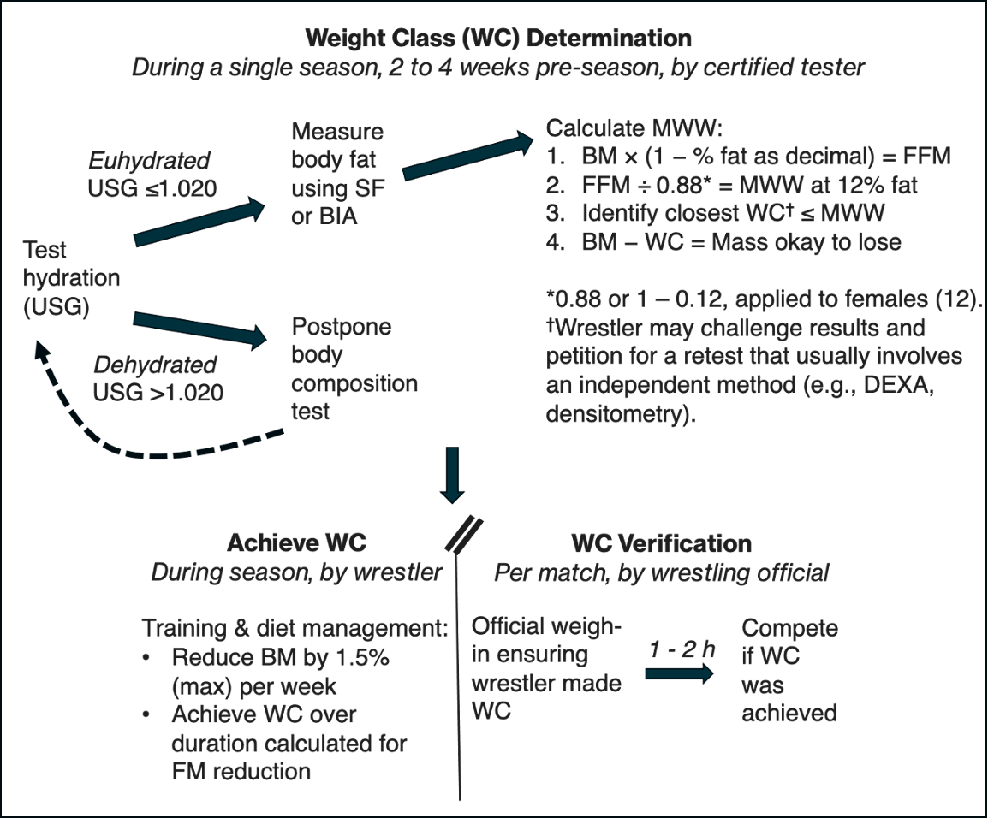 Weight Class (WC) Determination
During a single season, 2 to 4 weeks pre-season, by certified tester
Test
hydration
(USG)
Euhydrated
USG ≤1.020
Measure
body fat
using SF
or BIA
Calculate MWW:
1. BM × (1 – % fat as decimal) = FFM
2. FFM ÷ 0.88* = MWW at 12% fat
3. Identify closest WC† ≤ MWW
4. BM – WC = Mass okay to lose
*0.88 or 1 – 0.12, applied to females (12).
†Wrestler may challenge results and
petition for a retest that usually involves
an independent method (e.g., DEXA,
densitometry).
Dehydrated
USG >1.020
Postpone
body
composition
test
Achieve WC
During season, by wrestler
Training & diet management:
• Reduce BM by 1.5%
(max) per week
• Achieve WC over
duration calculated for
FM reduction
WC Verification
Per match, by wrestling official
Official weigh-
in ensuring
wrestler made
WC
1 - 2 h
Compete
if WC
was
achieved